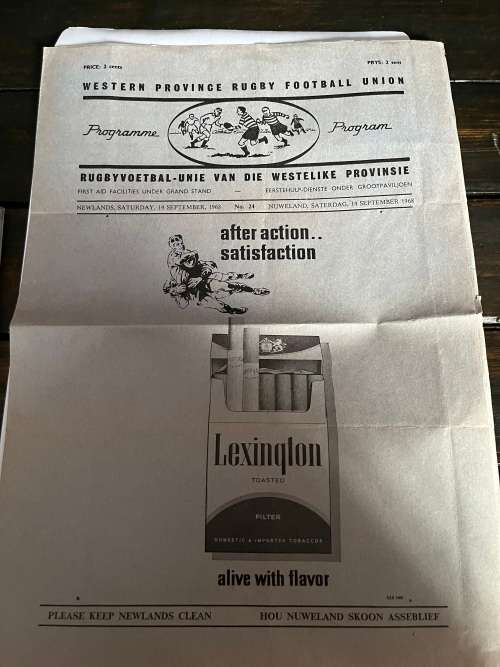 PRICE: 2 cents
PRYS: 2 sent
WESTERN PROVINCE RUGBY FOOTBALL UNION
Programme
Program
RUGBYVOETBAL-UNIE VAN DIE WESTELIKE PROVINSIE
FIRST AID FACILITIES UNDER GRAND STAND — EERSTEHULP-DIENSTE ONDER GROOTPAVILJOEN
NEWLANDS, SATURDAY, 14 SEPTEMBER, 1968 No. 24 NUWELAND, SATERDAG, 14 SEPTEMBER 1968
after action..
satisfaction
Lexington
TOASTED
FILTER
DOMESTIC & IMPORTED TOBACCOS
alive with flavor
PLEASE KEEP NEWLANDS CLEAN HOU NUWELAND SKOON ASSEBLIEF